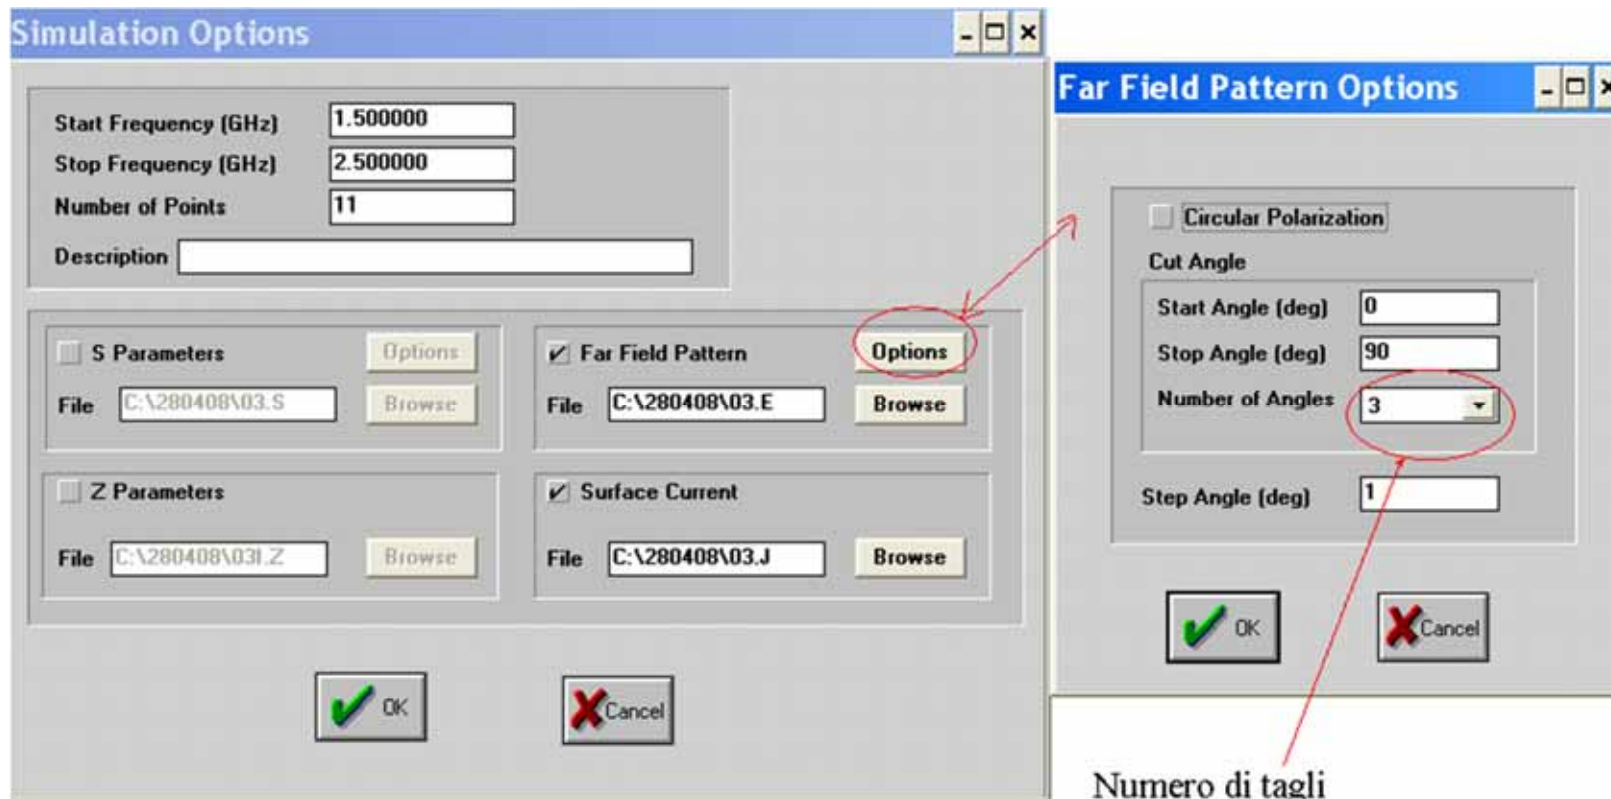 Simulation Options
Start Frequency (GHz) 1.500000
Stop Frequency (GHz) 2.500000
Number of Points 11
Description
S Parameters Options
File C:\280408\03.S Browse
Far Field Pattern Options
File C:\280408\03.E Browse
Z Parameters
File C:\280408\03I.Z Browse
Surface Current
File C:\280408\03.J Browse
OK Cancel
Far Field Pattern Options
Circular Polarization
Cut Angle
Start Angle (deg) 0
Stop Angle (deg) 90
Number of Angles 3
Step Angle (deg) 1
OK Cancel
Numero di tagli